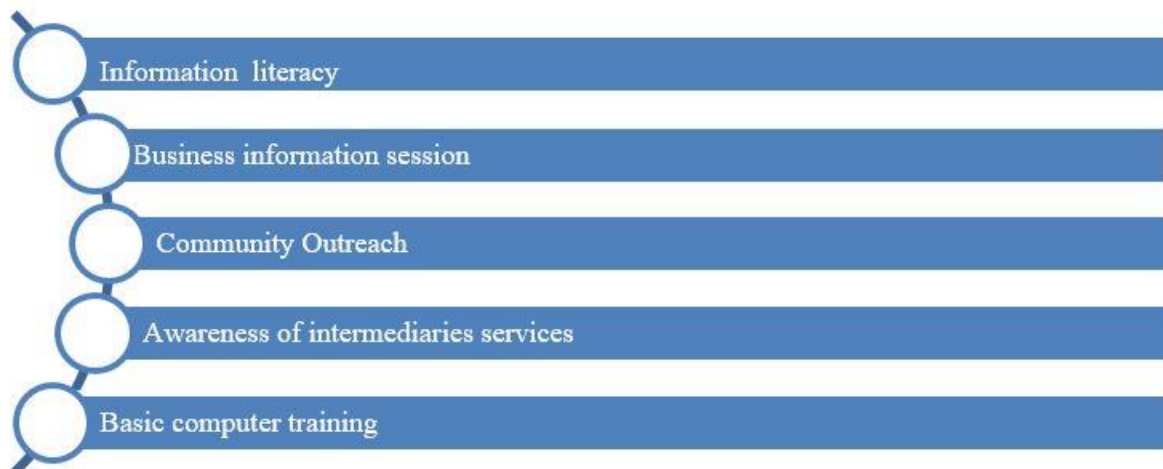 Information literacy
Business information session
Community Outreach
Awareness of intermediaries services
Basic computer training